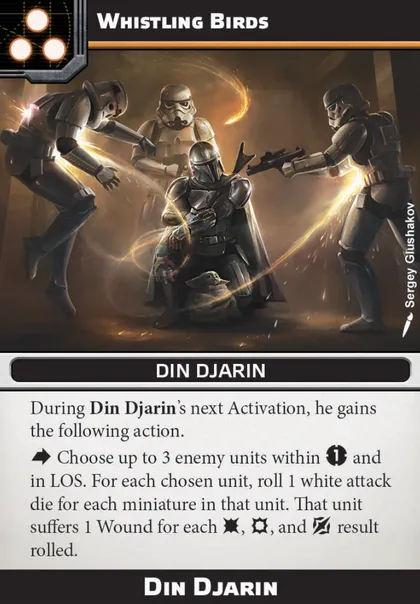 Whistling Birds
Sergey Glushakov
DIN DJARIN
During Din Djarin's next Activation, he gains
the following action.
Choose up to 3 enemy units within 1 and
in LOS. For each chosen unit, roll 1 white attack
die for each miniature in that unit. That unit
suffers 1 Wound for each , , and result
rolled.
Din Djarin